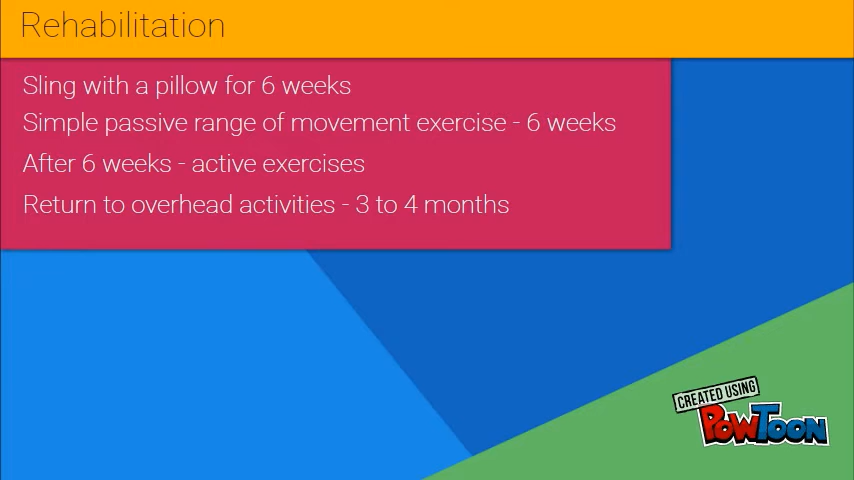 Rehabilitation
Sling with a pillow for 6 weeks
Simple passive range of movement exercise - 6 weeks
After 6 weeks - active exercises
Return to overhead activities - 3 to 4 months
CREATED USING
POWTOON